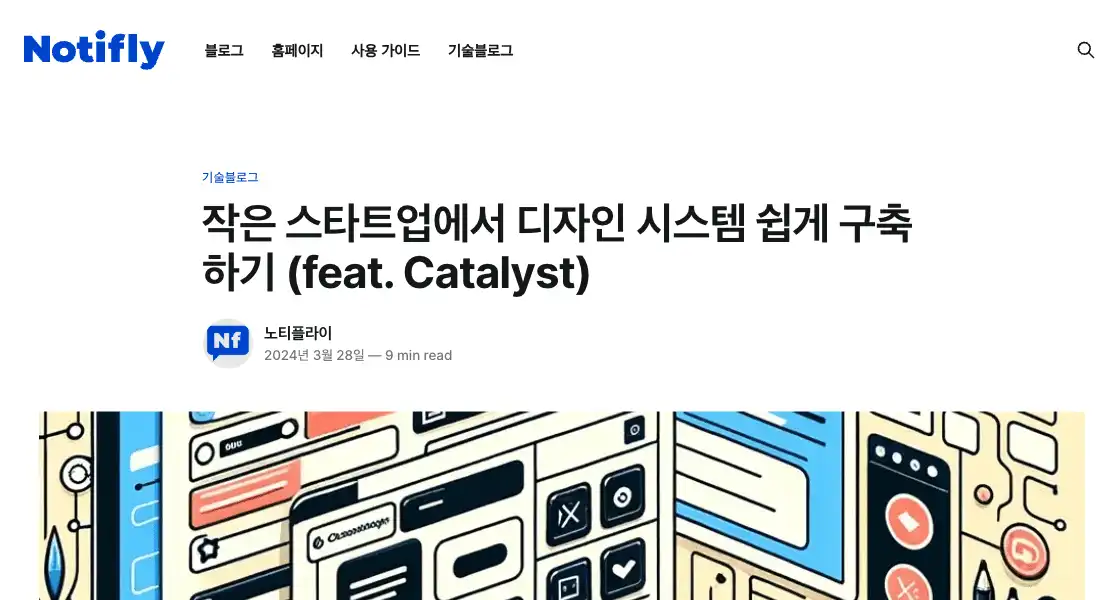 Notifly
블로그
홈페이지
사용 가이드
기술블로그
기술블로그
작은 스타트업에서 디자인 시스템 쉽게 구축
하기 (feat. Catalyst)
Nf
노티플라이
2024년 3월 28일 — 9 min read